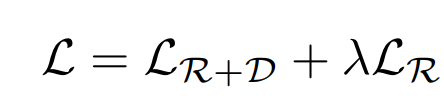 ℒ = ℒ_{ℛ+𝒟} + λℒ_ℛ